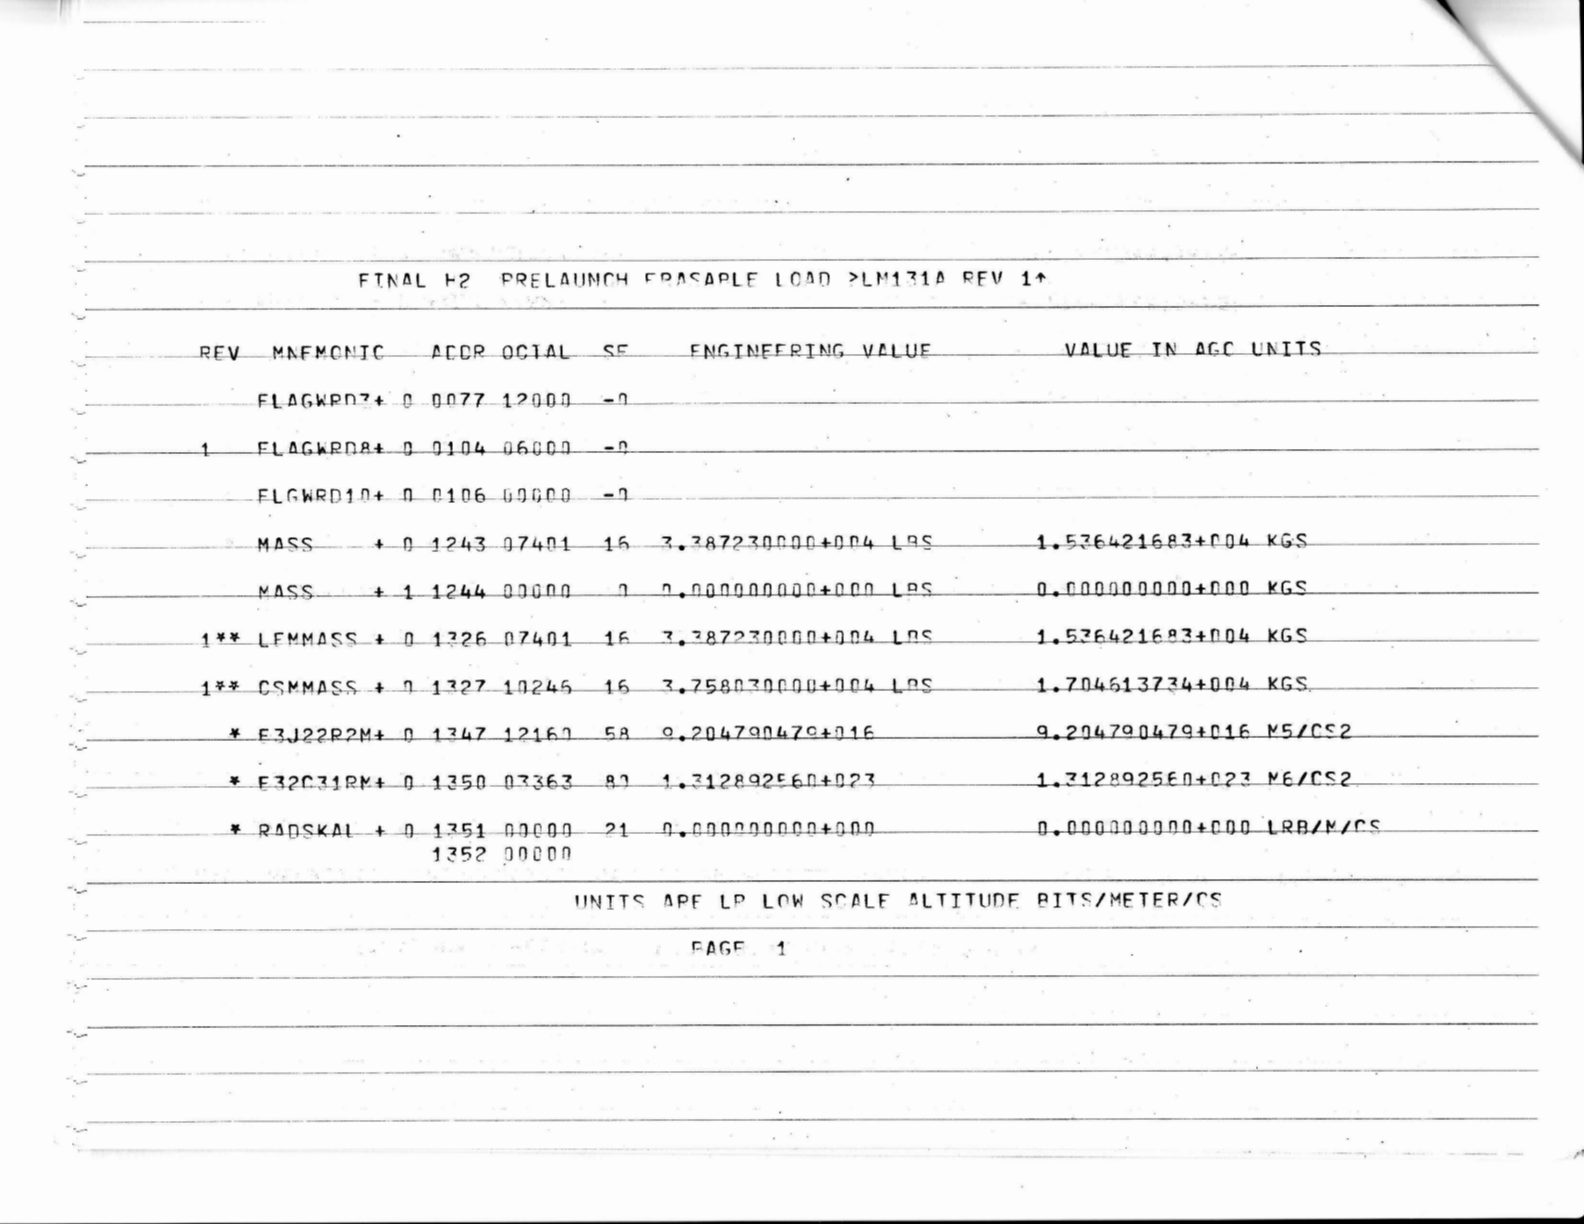 FINAL H2 PRELAUNCH ERASABLE LOAD >LM131A REV 1↑
REV MNEMONIC ADDR OCTAL SF ENGINEERING VALUE VALUE IN AGC UNITS
FLAGWRD3+ 0 0077 12000 -0
1 FLAGWRD8+ 0 0104 06000 -0
FLGWRD10+ 0 0106 00000 -0
MASS + 0 1243 07401 16 3.387230000+004 LBS 1.536421683+004 KGS
MASS + 1 1244 00000 0 0.000000000+000 LBS 0.000000000+000 KGS
1** LEMMASS + 0 1326 07401 16 3.387230000+004 LBS 1.536421683+004 KGS
1** CSMMASS + 0 1327 10246 16 3.758030000+004 LBS 1.704613734+004 KGS
* E3J22R2M+ 0 1347 12160 58 9.204790479+016 9.204790479+016 M5/CS2
* E32C31RM+ 0 1350 03363 80 1.312892560+023 1.312892560+023 M6/CS2
* RADSKAL + 0 1351 00000 21 0.000000000+000 0.000000000+000 LRB/M/CS
1352 00000
UNITS ARE LR LOW SCALE ALTITUDE BITS/METER/CS
PAGE 1